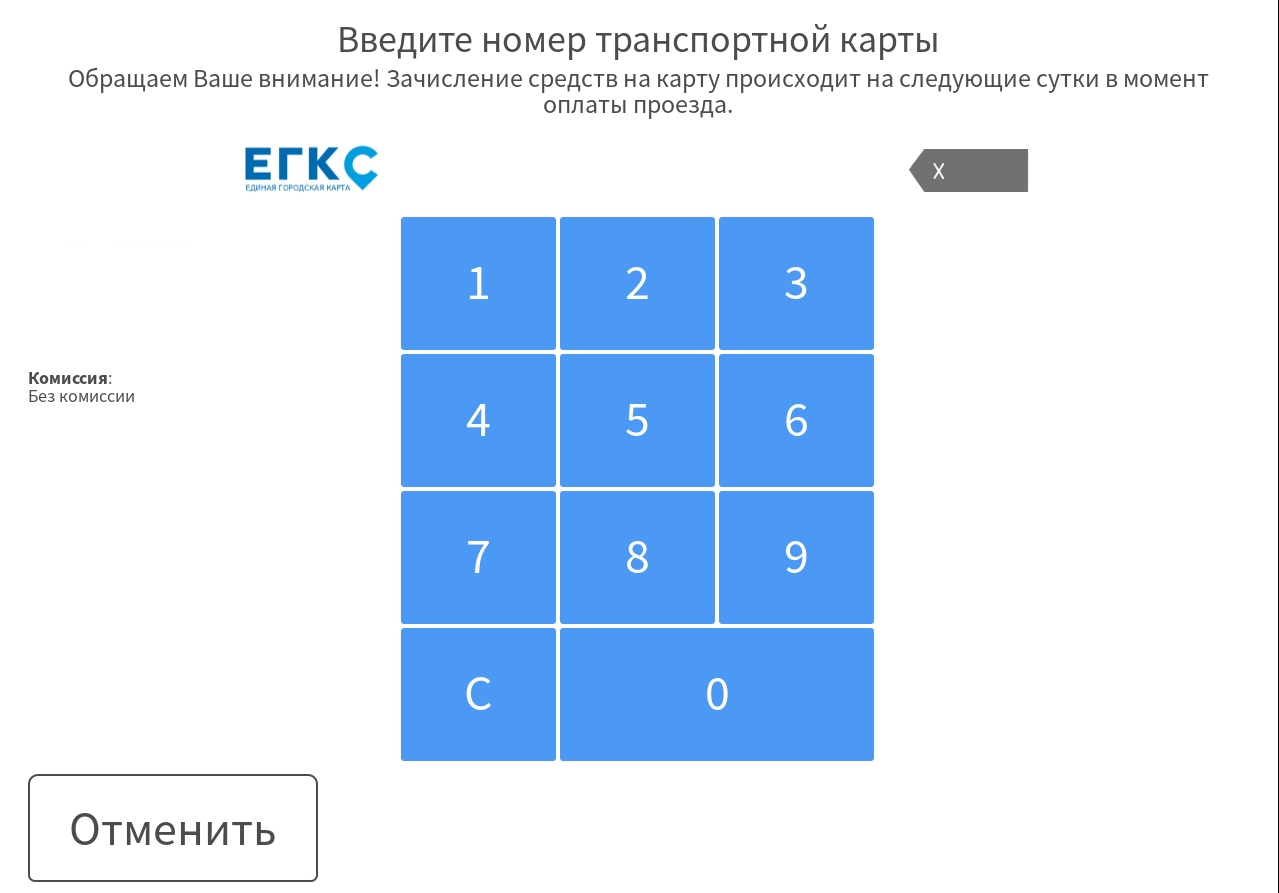 Введите номер транспортной карты
Обращаем Ваше внимание! Зачисление средств на карту происходит на следующие сутки в момент
оплаты проезда.
ЕГКС
ЕДИНАЯ ГОРОДСКАЯ КАРТА
X
1 2 3
Комиссия:
Без комиссии
4 5 6
7 8 9
C 0
Отменить